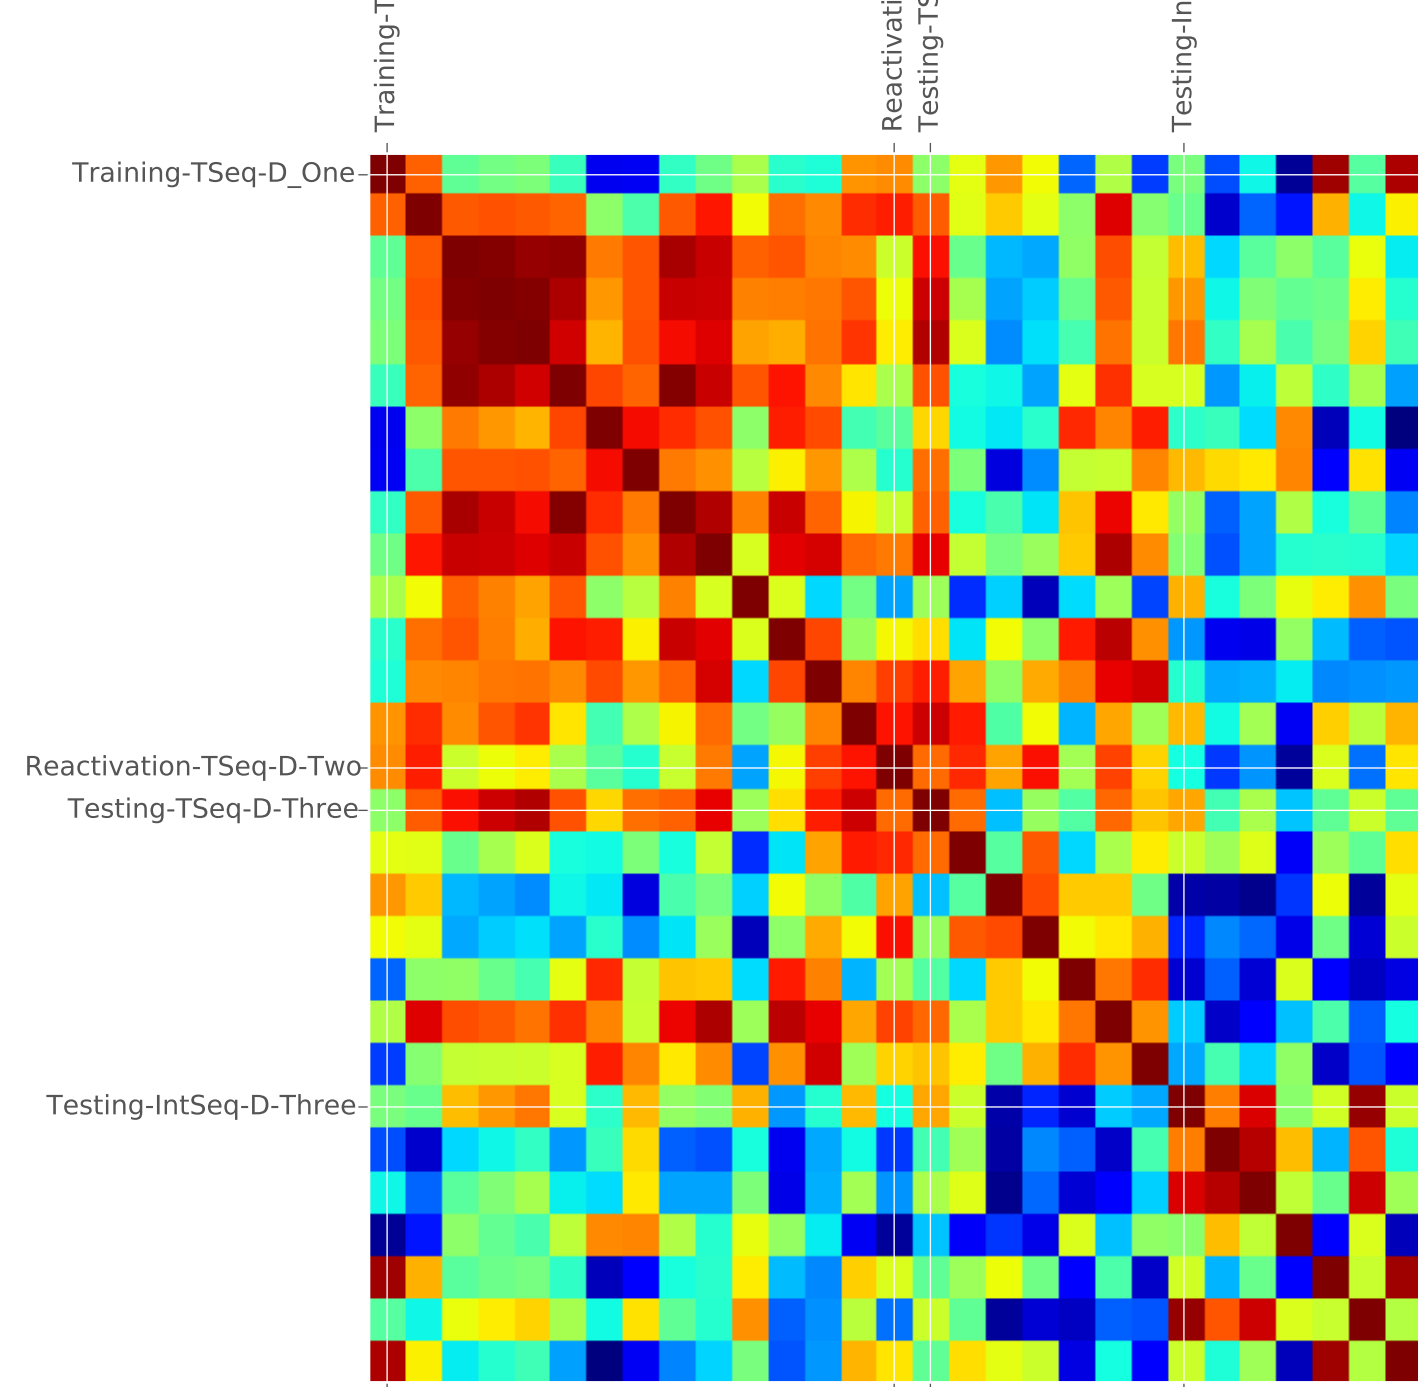 Training-T
Reactivati
Testing-TS
Testing-In
Training-TSeq-D_One
Reactivation-TSeq-D-Two
Testing-TSeq-D-Three
Testing-IntSeq-D-Three